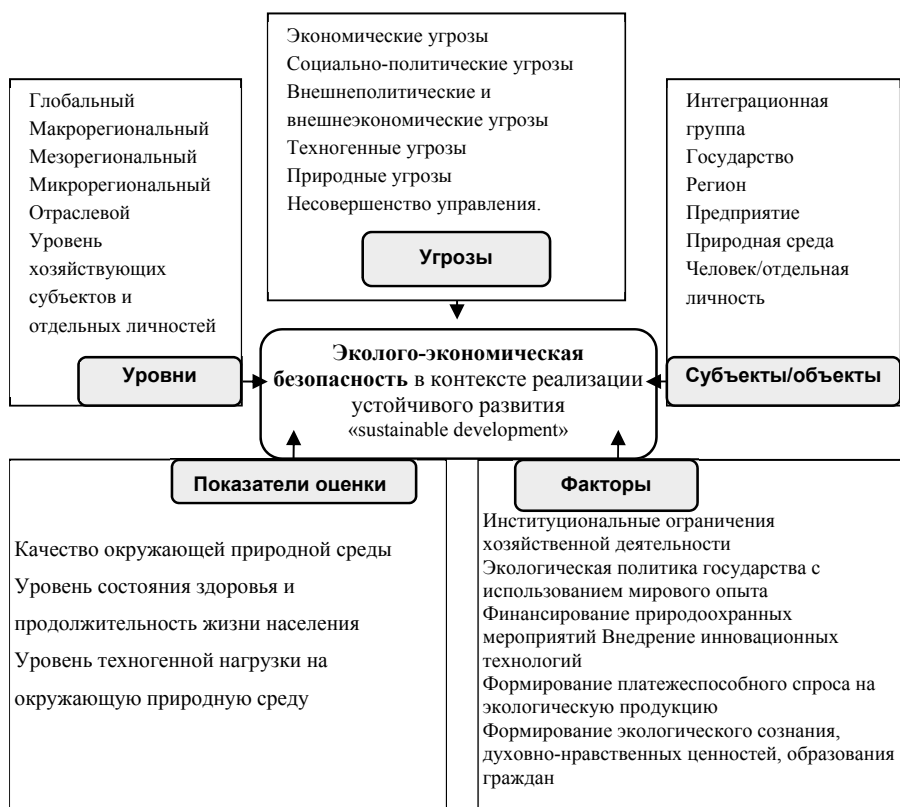 Экономические угрозы
Социально-политические угрозы
Внешнеполитические и
внешнеэкономические угрозы
Техногенные угрозы
Природные угрозы
Несовершенство управления.
Угрозы
Глобальный
Макрорегиональный
Мезорегиональный
Микрорегиональный
Отраслевой
Уровень
хозяйствующих
субъектов и
отдельных личностей
Уровни
Интеграционная
группа
Государство
Регион
Предприятие
Природная среда
Человек/отдельная
личность
Субъекты/объекты
Эколого-экономическая
безопасность в контексте реализации
устойчивого развития
«sustainable development»
Показатели оценки
Качество окружающей природной среды
Уровень состояния здоровья и
продолжительность жизни населения
Уровень техногенной нагрузки на
окружающую природную среду
Факторы
Институциональные ограничения
хозяйственной деятельности
Экологическая политика государства с
использованием мирового опыта
Финансирование природоохранных
мероприятий Внедрение инновационных
технологий
Формирование платежеспособного спроса на
экологическую продукцию
Формирование экологического сознания,
духовно-нравственных ценностей, образования
граждан